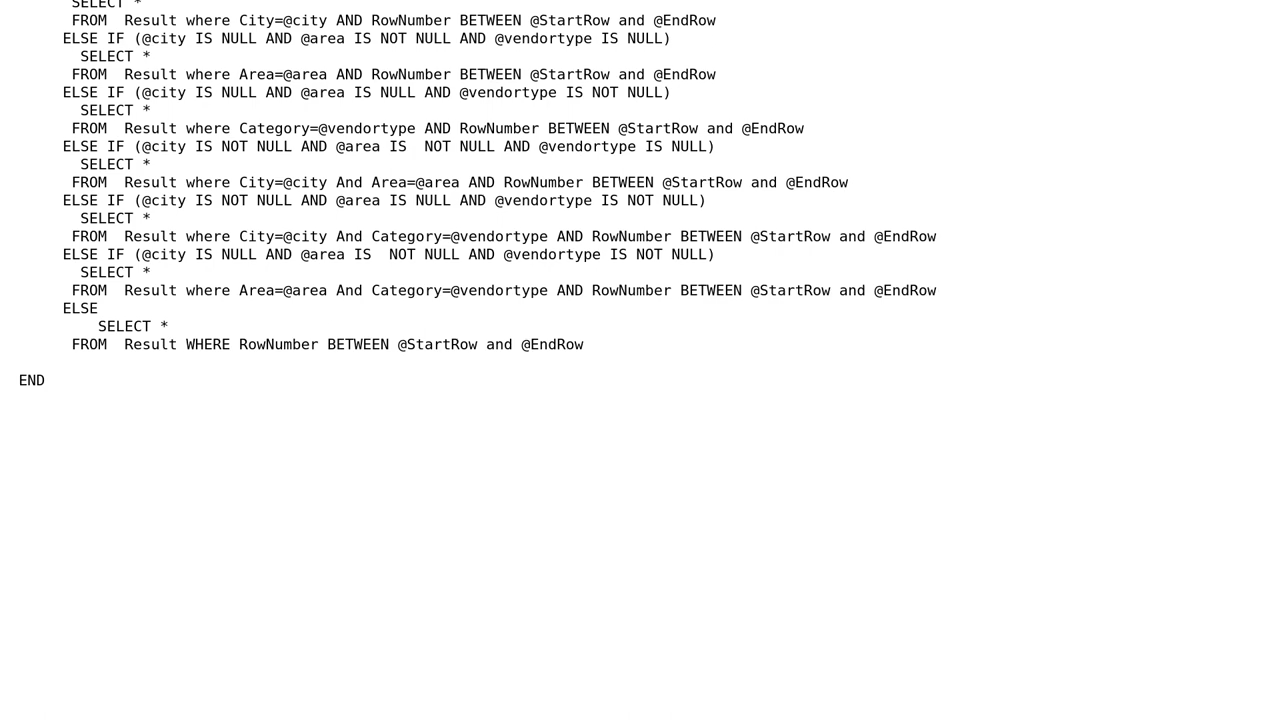 SELECT *
FROM  Result where City=@city AND RowNumber BETWEEN @StartRow and @EndRow
ELSE IF (@city IS NULL AND @area IS NOT NULL AND @vendortype IS NULL)
SELECT *
FROM  Result where Area=@area AND RowNumber BETWEEN @StartRow and @EndRow
ELSE IF (@city IS NULL AND @area IS NULL AND @vendortype IS NOT NULL)
SELECT *
FROM  Result where Category=@vendortype AND RowNumber BETWEEN @StartRow and @EndRow
ELSE IF (@city IS NOT NULL AND @area IS  NOT NULL AND @vendortype IS NULL)
SELECT *
FROM  Result where City=@city And Area=@area AND RowNumber BETWEEN @StartRow and @EndRow
ELSE IF (@city IS NOT NULL AND @area IS NULL AND @vendortype IS NOT NULL)
SELECT *
FROM  Result where City=@city And Category=@vendortype AND RowNumber BETWEEN @StartRow and @EndRow
ELSE IF (@city IS NULL AND @area IS  NOT NULL AND @vendortype IS NOT NULL)
SELECT *
FROM  Result where Area=@area And Category=@vendortype AND RowNumber BETWEEN @StartRow and @EndRow
ELSE
SELECT *
FROM  Result WHERE RowNumber BETWEEN @StartRow and @EndRow
END